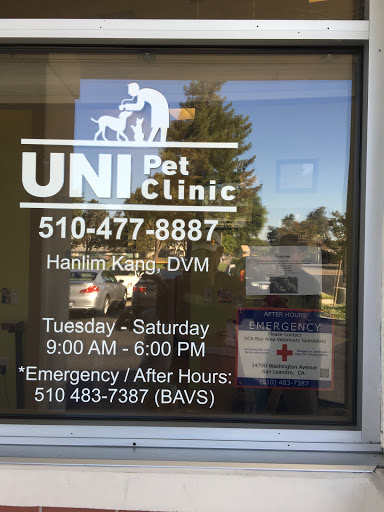 UNI Pet Clinic
510-477-8887
Hanlim Kang, DVM
Tuesday - Saturday
9:00 AM - 6:00 PM
*Emergency / After Hours:
510 483-7387 (BAVS)
AFTER HOURS
EMERGENCY
Please Contact
VCA Bay Area Veterinary Specialists
14790 Washington Avenue
San Leandro, CA
(510) 483-7387